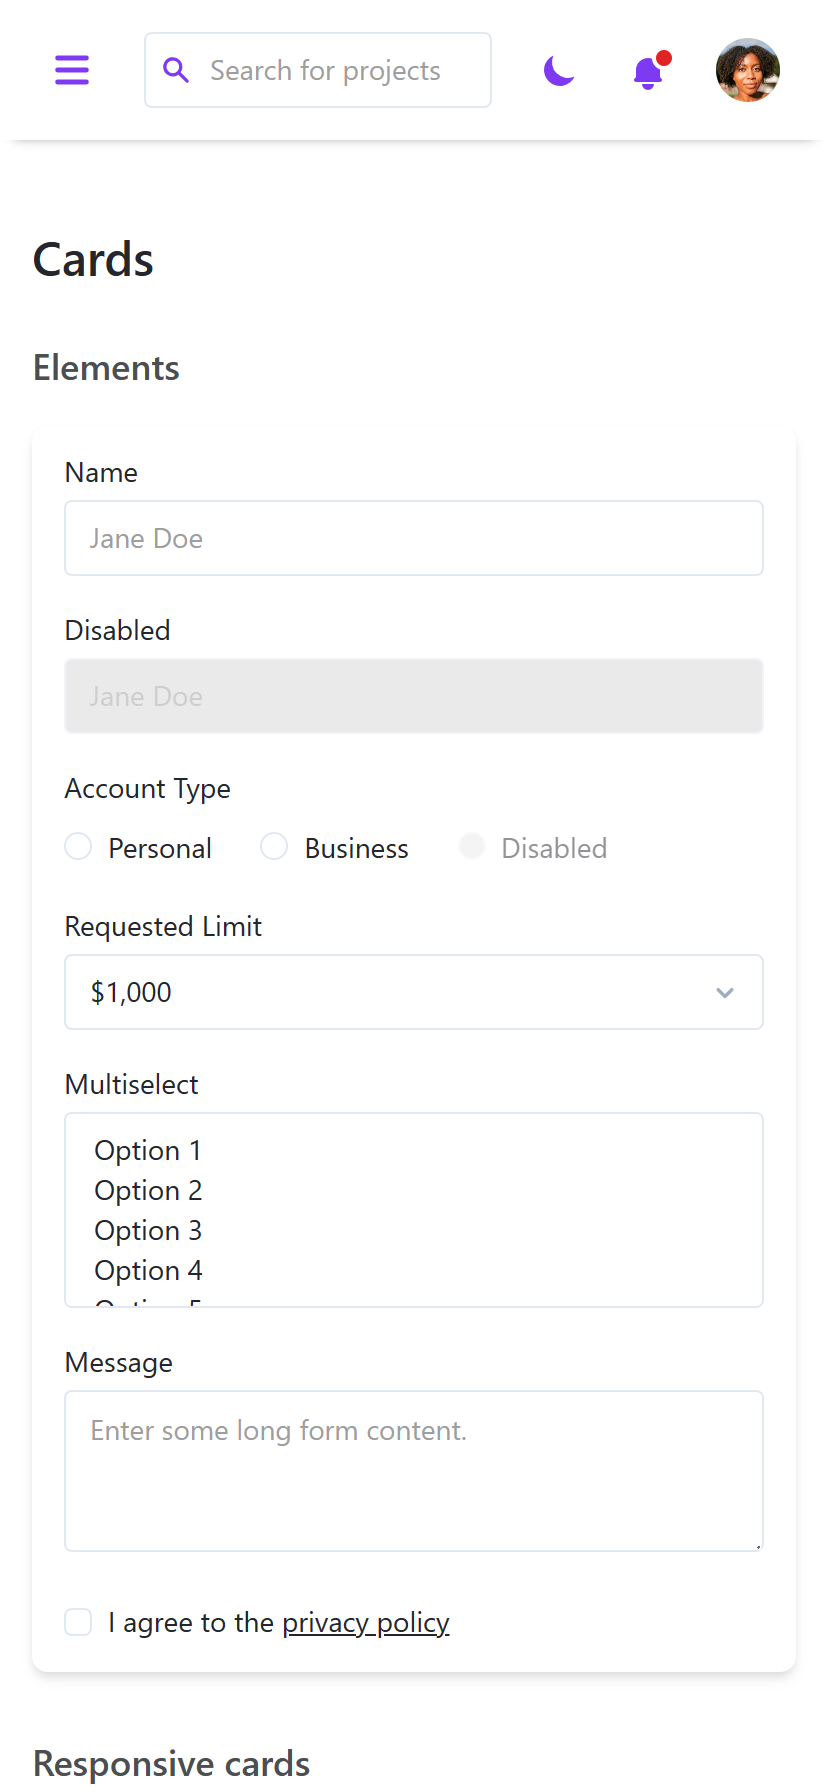 Search for projects
Cards
Elements
Name
Jane Doe
Disabled
Jane Doe
Account Type
Personal Business Disabled
Requested Limit
$1,000
Multiselect
Option 1
Option 2
Option 3
Option 4
Option 5
Message
Enter some long form content.
I agree to the privacy policy
Responsive cards